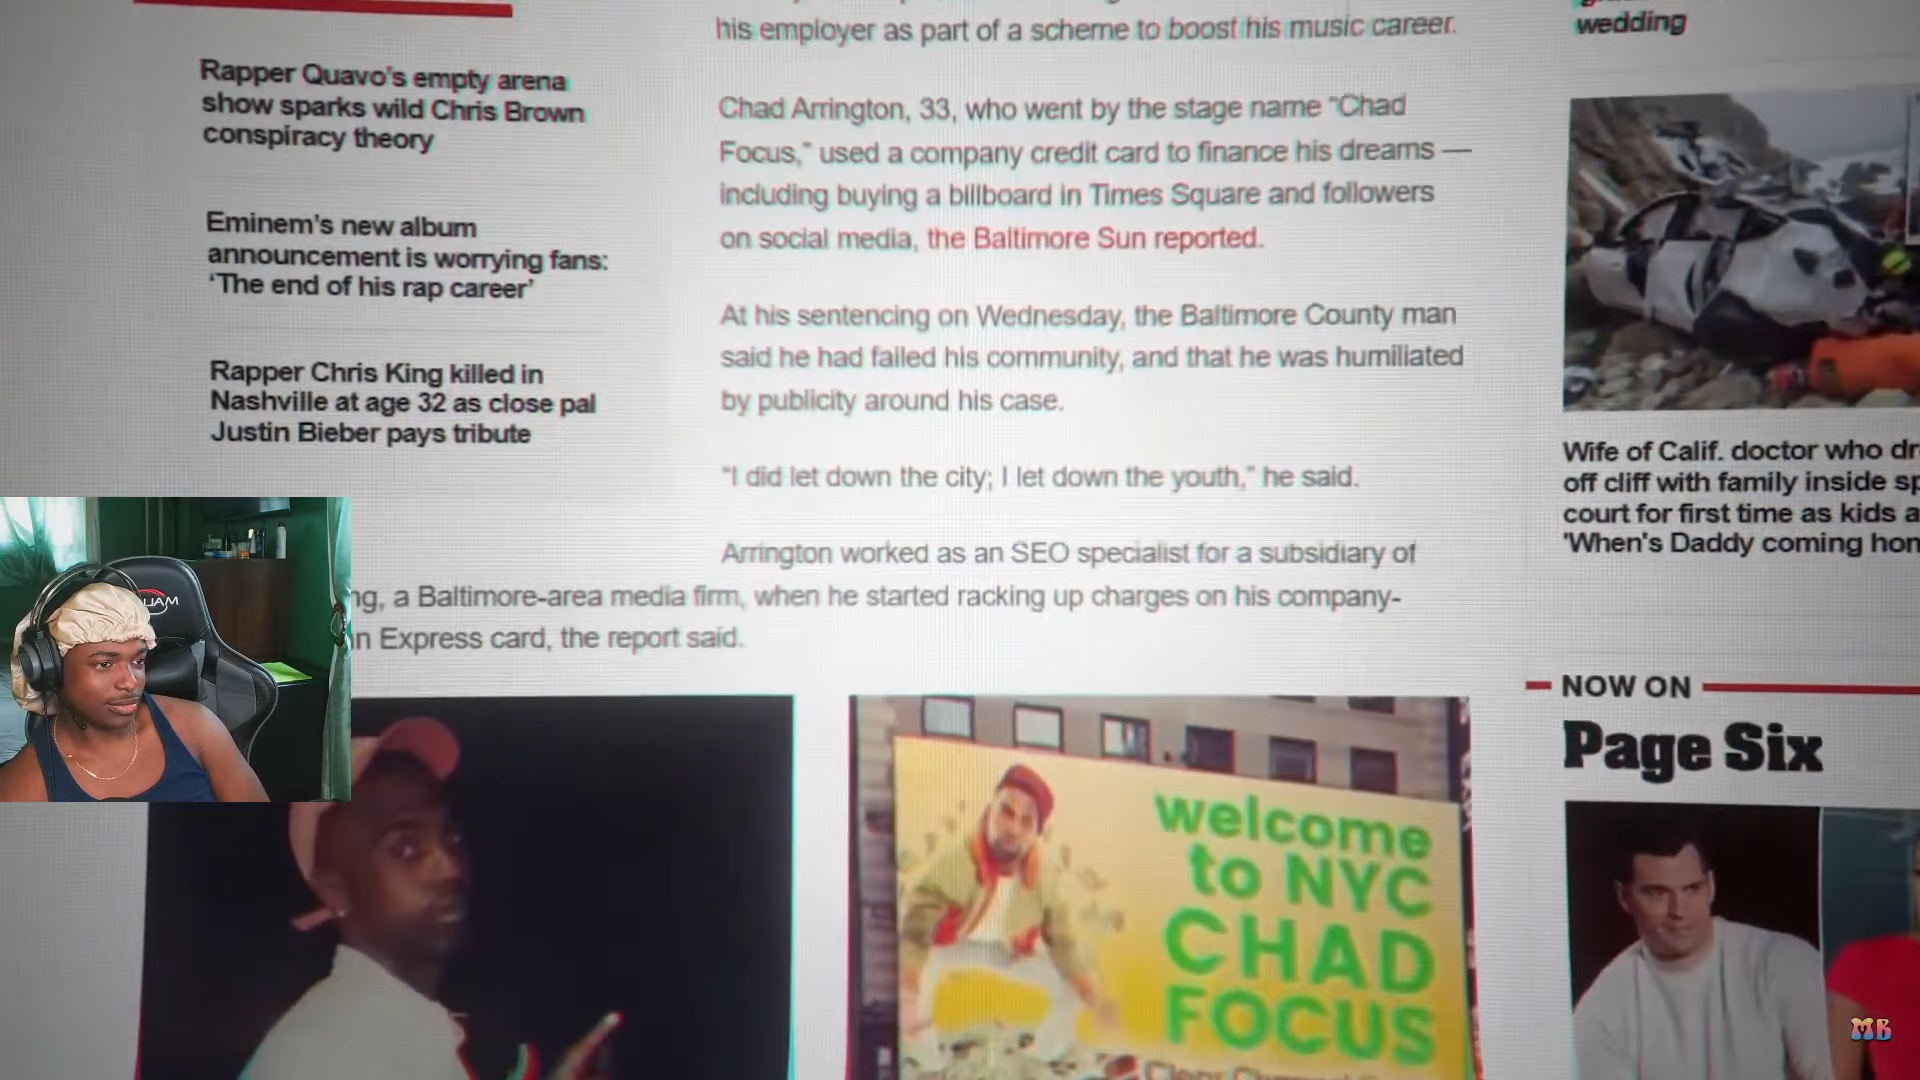 Rapper Quavo's empty arena
show sparks wild Chris Brown
conspiracy theory
Eminem's new album
announcement is worrying fans:
'The end of his rap career'
Rapper Chris King killed in
Nashville at age 32 as close pal
Justin Bieber pays tribute
his employer as part of a scheme to boost his music career.
Chad Arrington, 33, who went by the stage name "Chad
Focus," used a company credit card to finance his dreams —
including buying a billboard in Times Square and followers
on social media, the Baltimore Sun reported.
At his sentencing on Wednesday, the Baltimore County man
said he had failed his community, and that he was humiliated
by publicity around his case.
"I did let down the city; I let down the youth," he said.
Arrington worked as an SEO specialist for a subsidiary of
ng, a Baltimore-area media firm, when he started racking up charges on his company-
n Express card, the report said.
welcome
to NYC
CHAD
FOCUS
wedding
Wife of Calif. doctor who dr
off cliff with family inside sp
court for first time as kids a
'When's Daddy coming hon
NOW ON
Page Six
MB